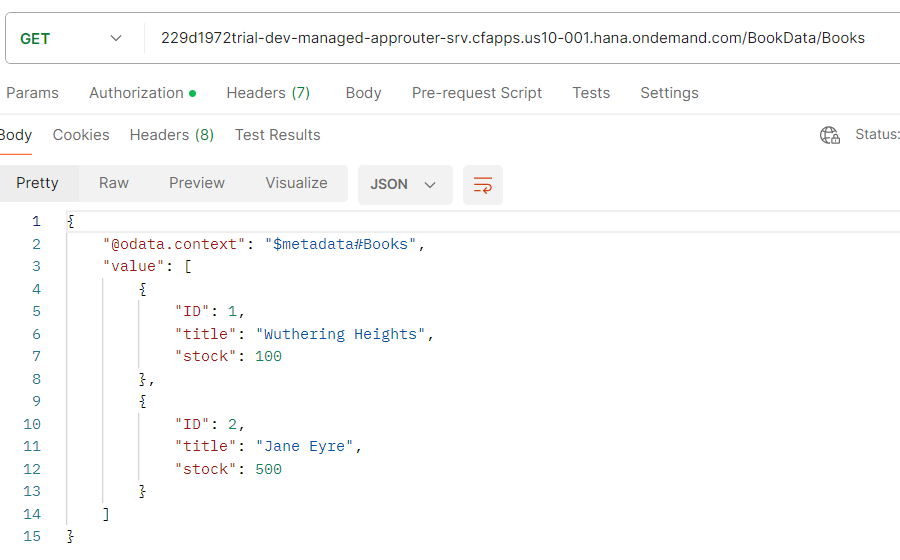 GET 229d1972trial-dev-managed-approuter-srv.cfapps.us10-001.hana.ondemand.com/BookData/Books
Params Authorization Headers (7) Body Pre-request Script Tests Settings
Body Cookies Headers (8) Test Results Status:
Pretty Raw Preview Visualize JSON
1 {
2 "@odata.context": "$metadata#Books",
3 "value": [
4 {
5 "ID": 1,
6 "title": "Wuthering Heights",
7 "stock": 100
8 },
9 {
10 "ID": 2,
11 "title": "Jane Eyre",
12 "stock": 500
13 }
14 ]
15 }